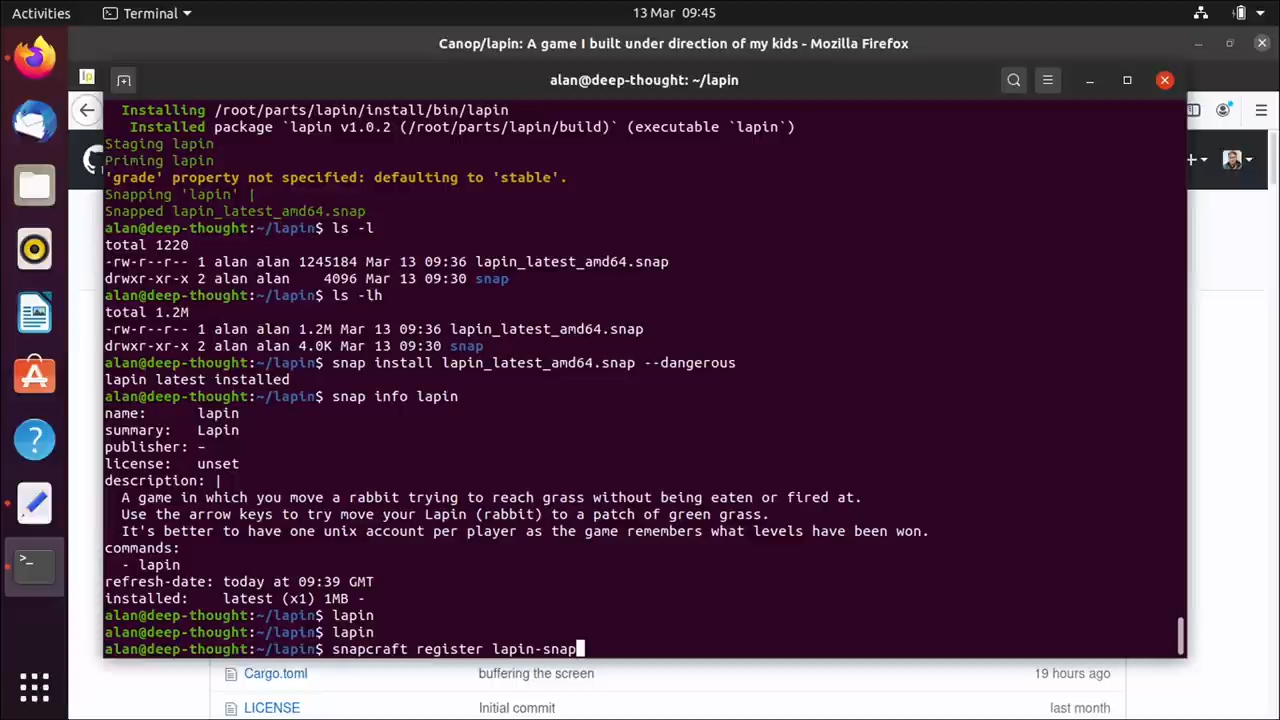 Activities
Terminal
13 Mar 09:45
Canop/lapin: A game I built under direction of my kids - Mozilla Firefox
alan@deep-thought: ~/lapin
Installing /root/parts/lapin/install/bin/lapin
Installed package `lapin v1.0.2 (/root/parts/lapin/build)` (executable `lapin`)
Staging lapin
Priming lapin
'grade' property not specified: defaulting to 'stable'.
Snapping 'lapin' |
Snapped lapin_latest_amd64.snap
alan@deep-thought:~/lapin$ ls -l
total 1220
-rw-r--r-- 1 alan alan 1245184 Mar 13 09:36 lapin_latest_amd64.snap
drwxr-xr-x 2 alan alan    4096 Mar 13 09:30 snap
alan@deep-thought:~/lapin$ ls -lh
total 1.2M
-rw-r--r-- 1 alan alan 1.2M Mar 13 09:36 lapin_latest_amd64.snap
drwxr-xr-x 2 alan alan 4.0K Mar 13 09:30 snap
alan@deep-thought:~/lapin$ snap install lapin_latest_amd64.snap --dangerous
lapin latest installed
alan@deep-thought:~/lapin$ snap info lapin
name:      lapin
summary:   Lapin
publisher: –
license:   unset
description: |
A game in which you move a rabbit trying to reach grass without being eaten or fired at.
Use the arrow keys to try move your Lapin (rabbit) to a patch of green grass.
It's better to have one unix account per player as the game remembers what levels have been won.
commands:
- lapin
refresh-date: today at 09:39 GMT
installed:    latest (x1) 1MB -
alan@deep-thought:~/lapin$ lapin
alan@deep-thought:~/lapin$ lapin
alan@deep-thought:~/lapin$ snapcraft register lapin-snap
Cargo.toml buffering the screen 19 hours ago
LICENSE Initial commit last month